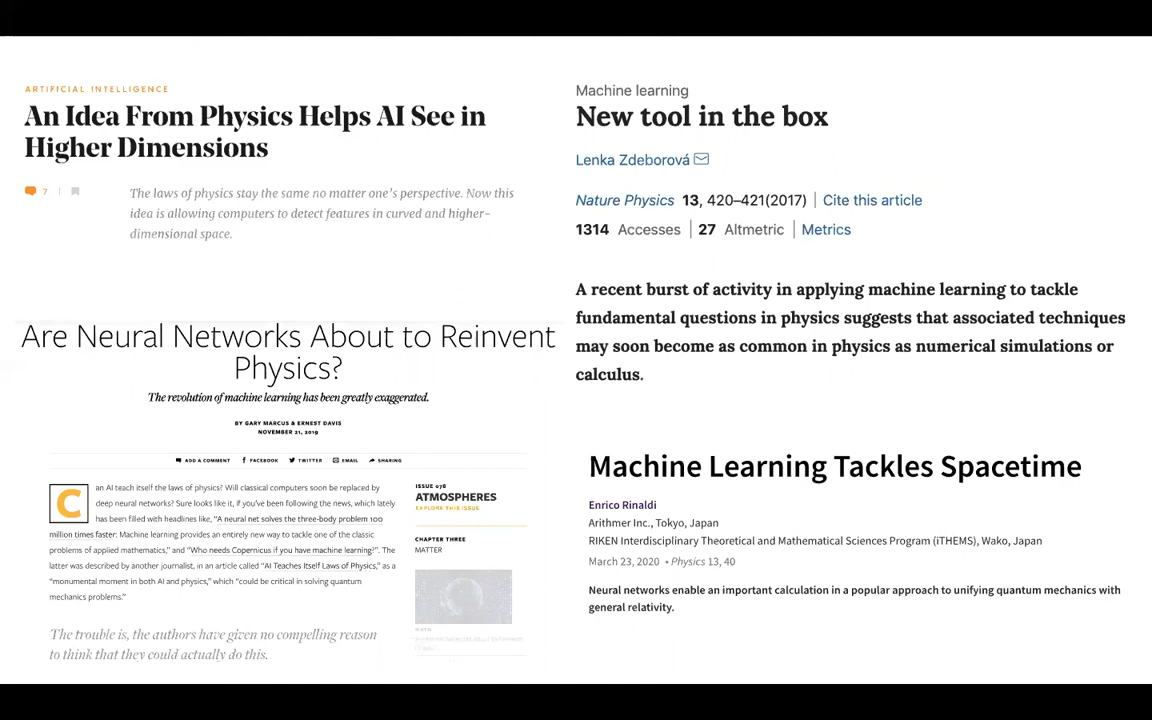 ARTIFICIAL INTELLIGENCE
An Idea From Physics Helps AI See in
Higher Dimensions
7
The laws of physics stay the same no matter one's perspective. Now this
idea is allowing computers to detect features in curved and higher-
dimensional space.
Are Neural Networks About to Reinvent
Physics?
The revolution of machine learning has been greatly exaggerated.
BY GARY MARCUS & ERNEST DAVIS
NOVEMBER 21, 2019
ADD A COMMENT FACEBOOK TWITTER EMAIL SHARING
Can AI teach itself the laws of physics? Will classical computers soon be replaced by
deep neural networks? Sure looks like it, if you've been following the news, which lately
has been filled with headlines like, "A neural net solves the three-body problem 100
million times faster: Machine learning provides an entirely new way to tackle one of the classic
problems of applied mathematics," and "Who needs Copernicus if you have machine learning?". The
latter was described by another journalist, in an article called "AI Teaches Itself Laws of Physics," as a
"monumental moment in both AI and physics," which "could be critical in solving quantum
mechanics problems."
The trouble is, the authors have given no compelling reason
to think that they could actually do this.
ISSUE 078
ATMOSPHERES
EXPLORE THIS ISSUE
CHAPTER THREE
MATTER
MATH
Machine learning
New tool in the box
Lenka Zdeborová
Nature Physics 13, 420–421(2017) | Cite this article
1314 Accesses | 27 Altmetric | Metrics
A recent burst of activity in applying machine learning to tackle
fundamental questions in physics suggests that associated techniques
may soon become as common in physics as numerical simulations or
calculus.
Machine Learning Tackles Spacetime
Enrico Rinaldi
Arithmer Inc., Tokyo, Japan
RIKEN Interdisciplinary Theoretical and Mathematical Sciences Program (iTHEMS), Wako, Japan
March 23, 2020 • Physics 13, 40
Neural networks enable an important calculation in a popular approach to unifying quantum mechanics with
general relativity.